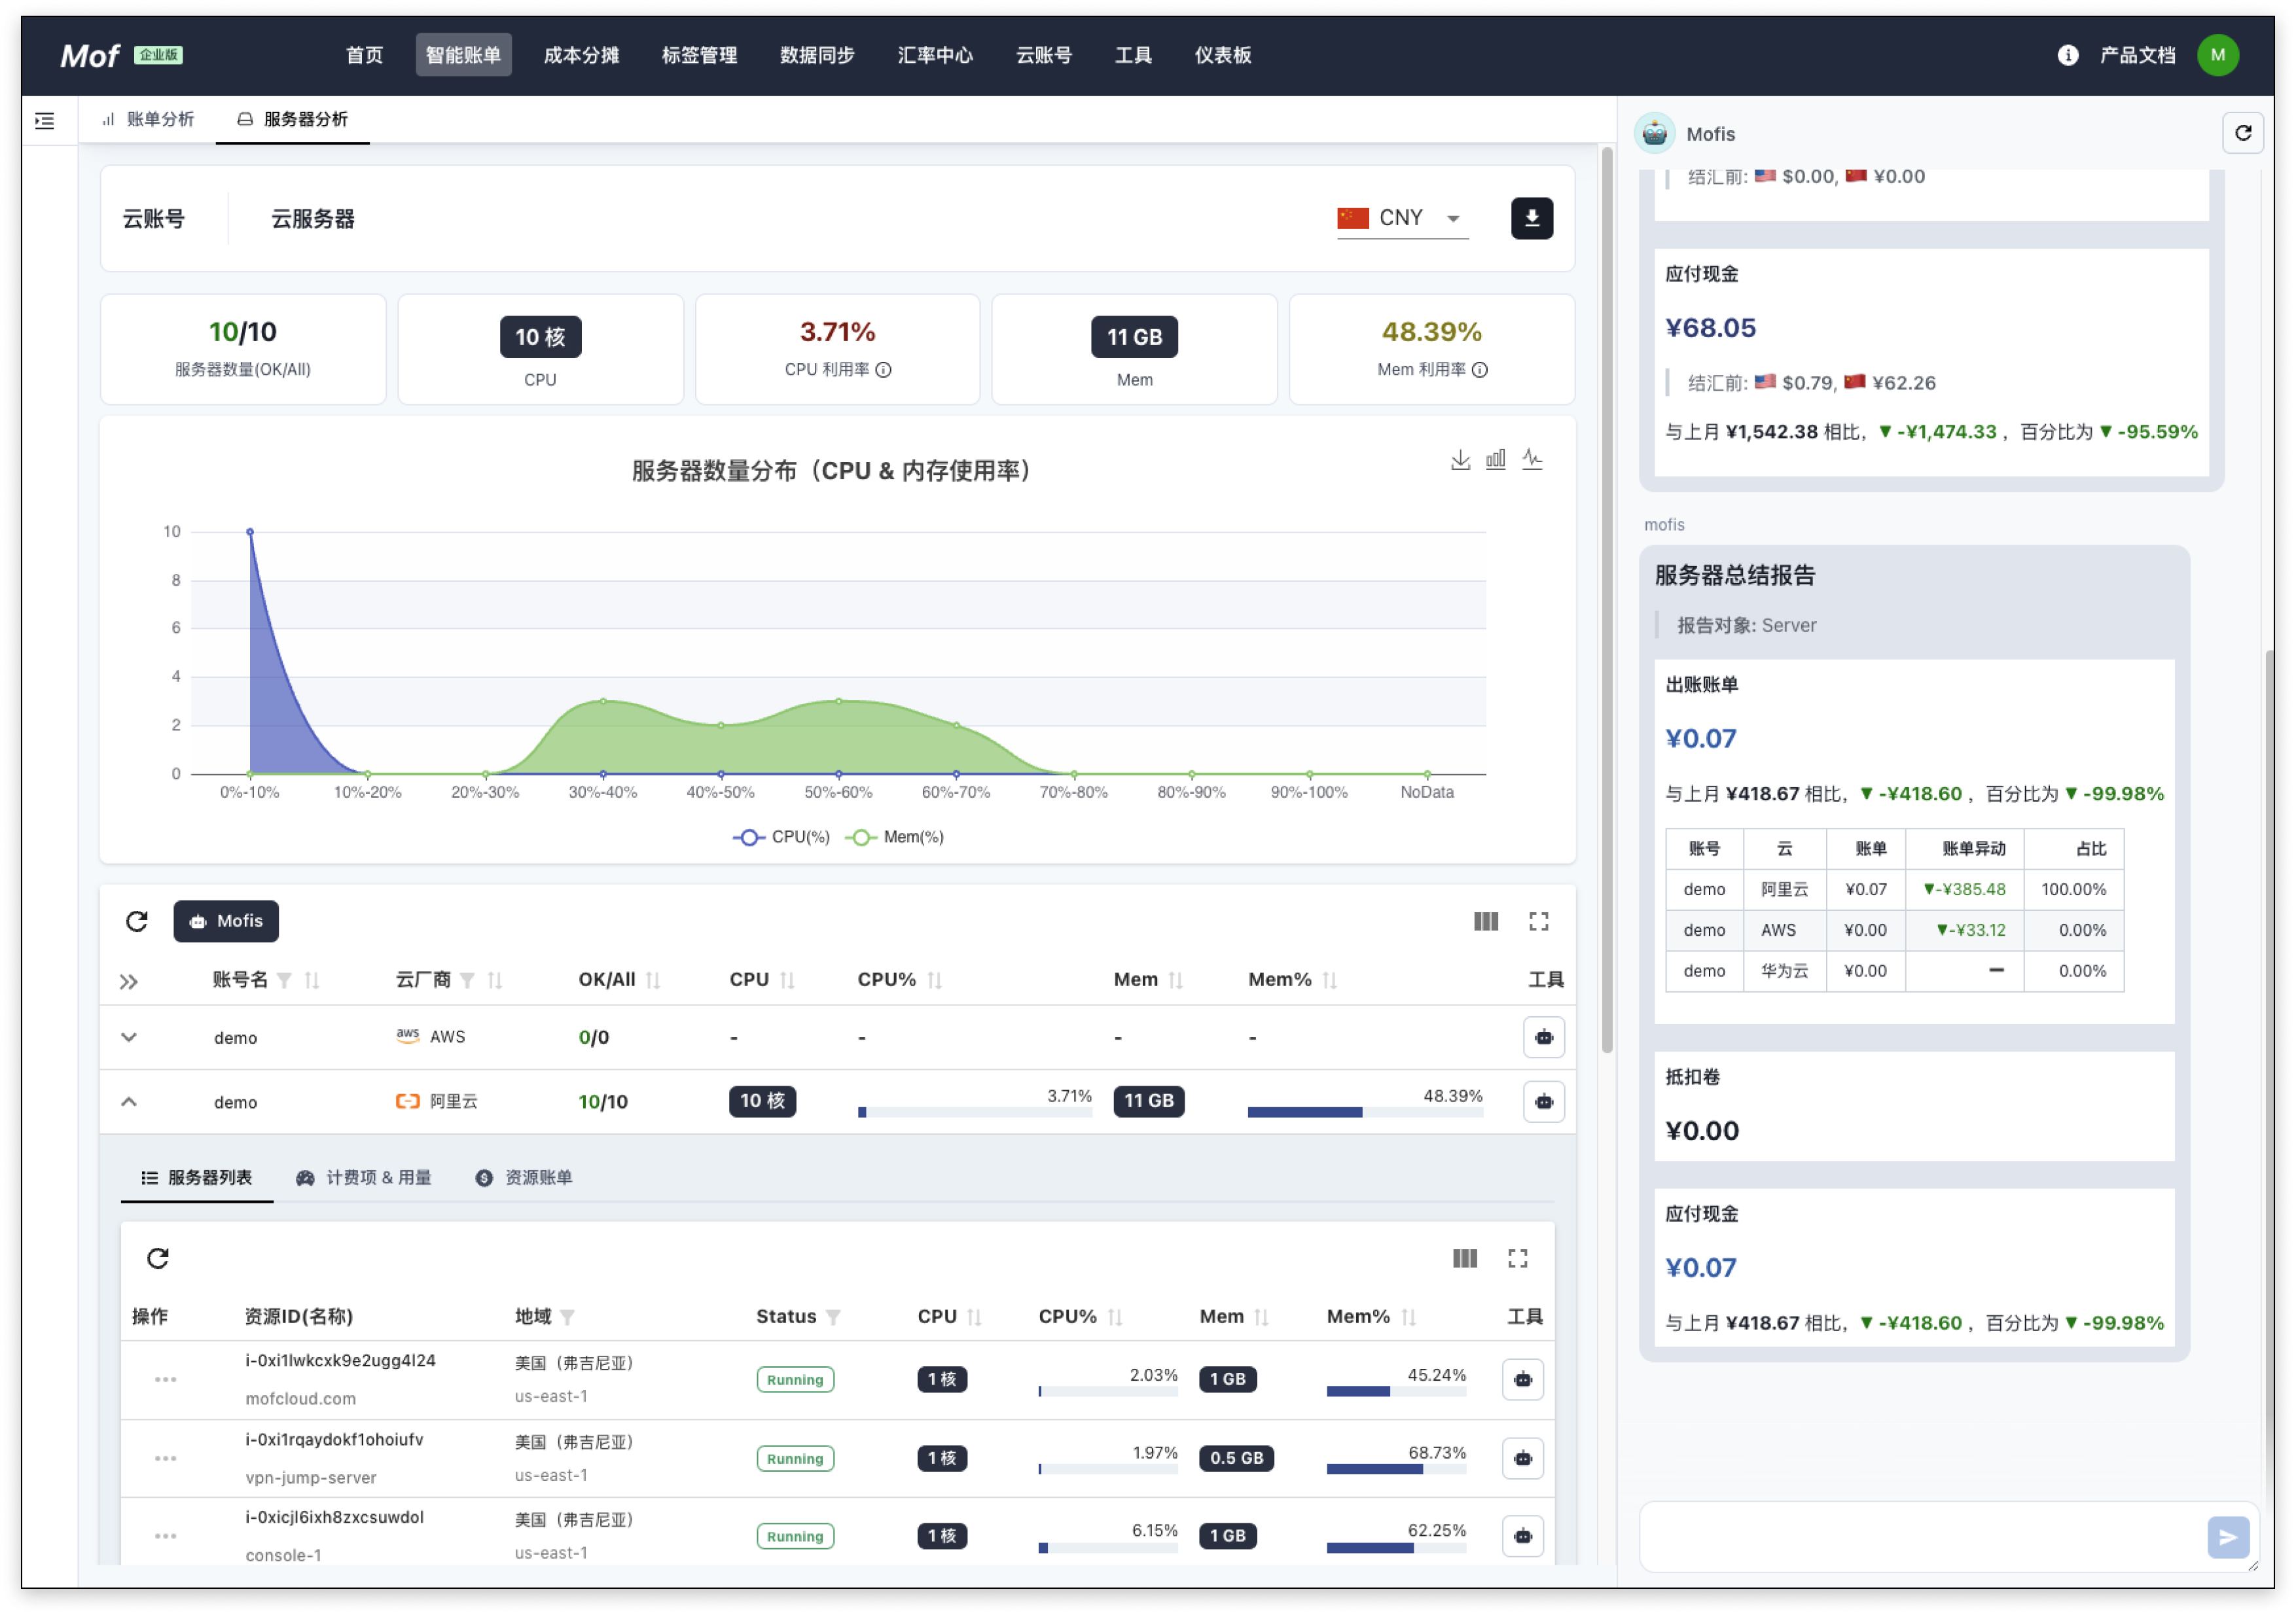 Mof 企业版 首页 智能账单 成本分摊 标签管理 数据同步 汇率中心 云账号 工具 仪表板 产品文档 M
账单分析 服务器分析
云账号 云服务器 CNY
10/10
服务器数量(OK/All)
10 核
CPU
3.71%
CPU 利用率
11 GB
Mem
48.39%
Mem 利用率
服务器数量分布（CPU & 内存使用率）
10
8
6
4
2
0
0%-10% 10%-20% 20%-30% 30%-40% 40%-50% 50%-60% 60%-70% 70%-80% 80%-90% 90%-100% NoData
CPU(%) Mem(%)
Mofis
账号名 云厂商 OK/All CPU CPU% Mem Mem% 工具
demo aws AWS 0/0 - - - -
demo 阿里云 10/10 10 核 3.71% 11 GB 48.39%
服务器列表 计费项 & 用量 资源账单
操作 资源ID(名称) 地域 Status CPU CPU% Mem Mem% 工具
i-0xi1lwkcxk9e2ugg4l24 美国（弗吉尼亚） Running 1 核 2.03% 1 GB 45.24%
mofcloud.com us-east-1
i-0xi1rqaydokf1ohoiufv 美国（弗吉尼亚） Running 1 核 1.97% 0.5 GB 68.73%
vpn-jump-server us-east-1
i-0xicjl6ixh8zxcsuwdol 美国（弗吉尼亚） Running 1 核 6.15% 1 GB 62.25%
console-1 us-east-1
Mofis
结汇前: $0.00, ¥0.00
应付现金
¥68.05
结汇前: $0.79, ¥62.26
与上月 ¥1,542.38 相比, ▼ -¥1,474.33 , 百分比为 ▼ -95.59%
mofis
服务器总结报告
报告对象: Server
出账账单
¥0.07
与上月 ¥418.67 相比, ▼ -¥418.60 , 百分比为 ▼ -99.98%
账号 云 账单 账单异动 占比
demo 阿里云 ¥0.07 ▼-¥385.48 100.00%
demo AWS ¥0.00 ▼-¥33.12 0.00%
demo 华为云 ¥0.00 — 0.00%
抵扣卷
¥0.00
应付现金
¥0.07
与上月 ¥418.67 相比, ▼ -¥418.60 , 百分比为 ▼ -99.98%